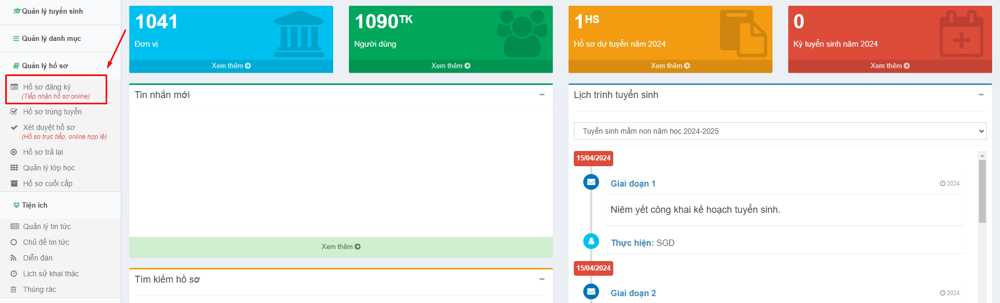 Quản lý tuyển sinh
Quản lý danh mục
Quản lý hồ sơ
Hồ sơ đăng ký
(Tiếp nhận hồ sơ online)
Hồ sơ trúng tuyển
Xét duyệt hồ sơ
(Hồ sơ trực tiếp, online hợp lệ)
Hồ sơ trả lại
Quản lý lớp học
Hồ sơ cuối cấp
Tiện ích
Quản lý tin tức
Chủ đề tin tức
Diễn đàn
Lịch sử khai thác
Thùng rác
1041
Đơn vị
Xem thêm
1090TK
Người dùng
Xem thêm
1HS
Hồ sơ dự tuyển năm 2024
Xem thêm
0
Kỳ tuyển sinh năm 2024
Xem thêm
Tin nhắn mới
Xem thêm
Tìm kiếm hồ sơ
Lịch trình tuyển sinh
Tuyển sinh mầm non năm học 2024-2025
15/04/2024
Giai đoạn 1
2024
Niêm yết công khai kế hoạch tuyển sinh.
Thực hiện: SGD
15/04/2024
Giai đoạn 2
2024